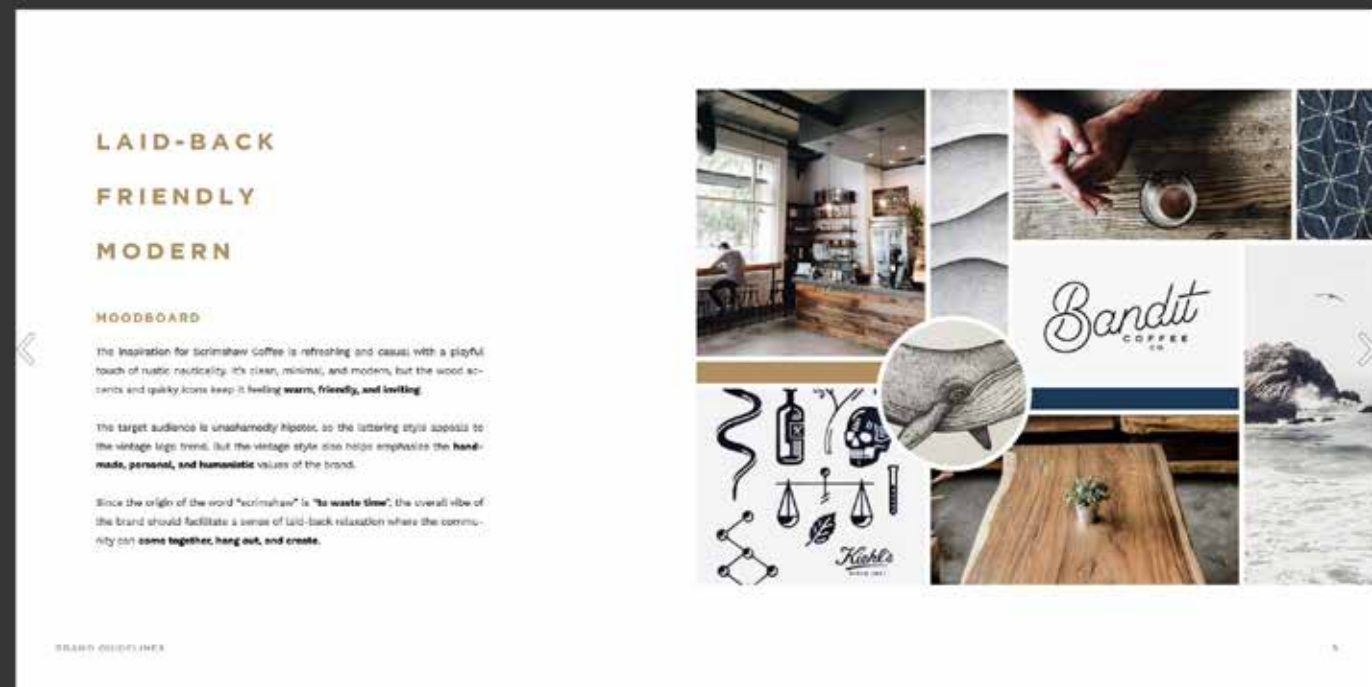 LAID-BACK
FRIENDLY
MODERN
MOODBOARD
The inspiration for Scrimshaw Coffee is refreshing and casual with a playful
touch of rustic nauticality. It's clean, minimal, and modern, but the wood ac-
cents and quirky icons keep it feeling warm, friendly, and inviting.
The target audience is unashamedly hipster, so the lettering style appeals to
the vintage logo trend. But the vintage style also helps emphasize the hand-
made, personal, and humanistic values of the brand.
Since the origin of the word "scrimshaw" is "to waste time", the overall vibe of
the brand should facilitate a sense of laid-back relaxation where the commu-
nity can come together, hang out, and create.
Bandit
COFFEE
CO
Kiehl's
SINCE 1851
BRAND GUIDELINES
5